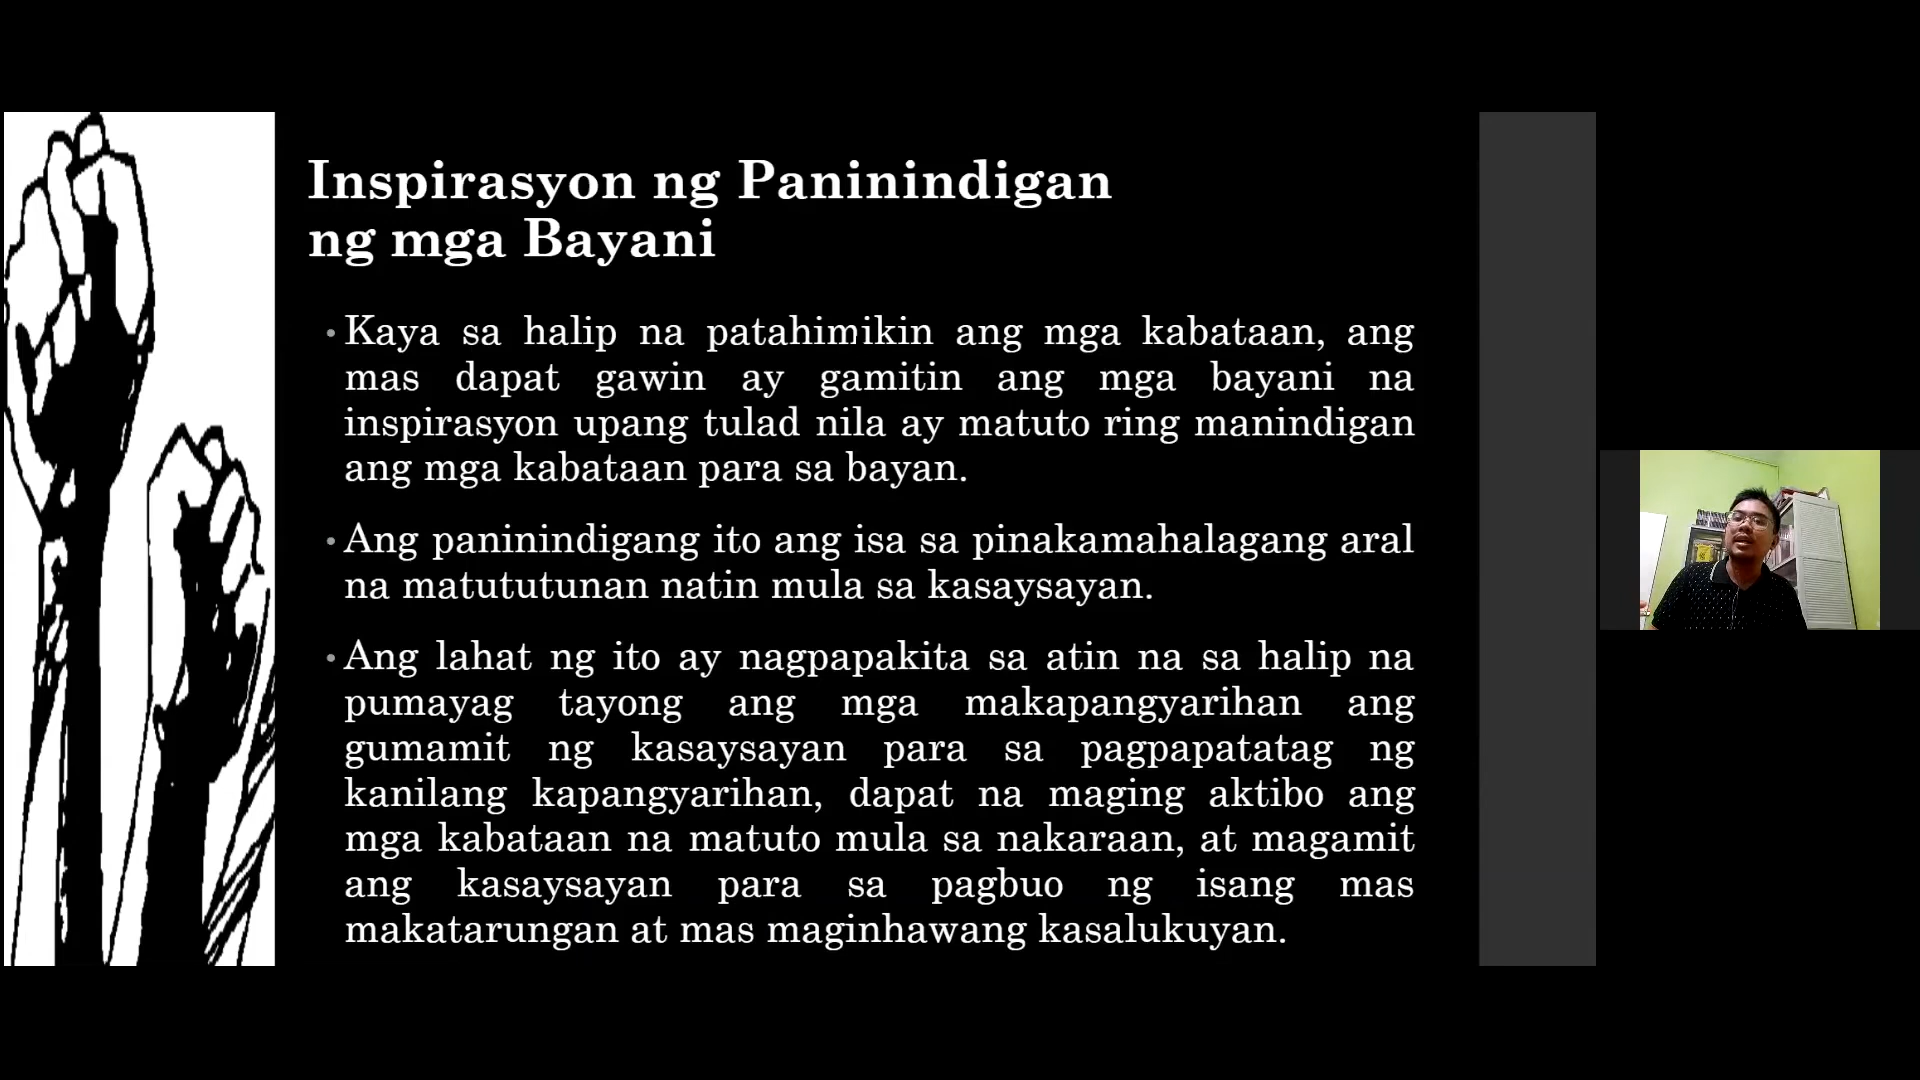 Inspirasyon ng Paninindigan
ng mga Bayani
• Kaya sa halip na patahimikin ang mga kabataan, ang
mas dapat gawin ay gamitin ang mga bayani na
inspirasyon upang tulad nila ay matuto ring manindigan
ang mga kabataan para sa bayan.
• Ang paninindigang ito ang isa sa pinakamahalagang aral
na matututunan natin mula sa kasaysayan.
• Ang lahat ng ito ay nagpapakita sa atin na sa halip na
pumayag tayong ang mga makapangyarihan ang
gumamit ng kasaysayan para sa pagpapatatag ng
kanilang kapangyarihan, dapat na maging aktibo ang
mga kabataan na matuto mula sa nakaraan, at magamit
ang kasaysayan para sa pagbuo ng isang mas
makatarungan at mas maginhawang kasalukuyan.